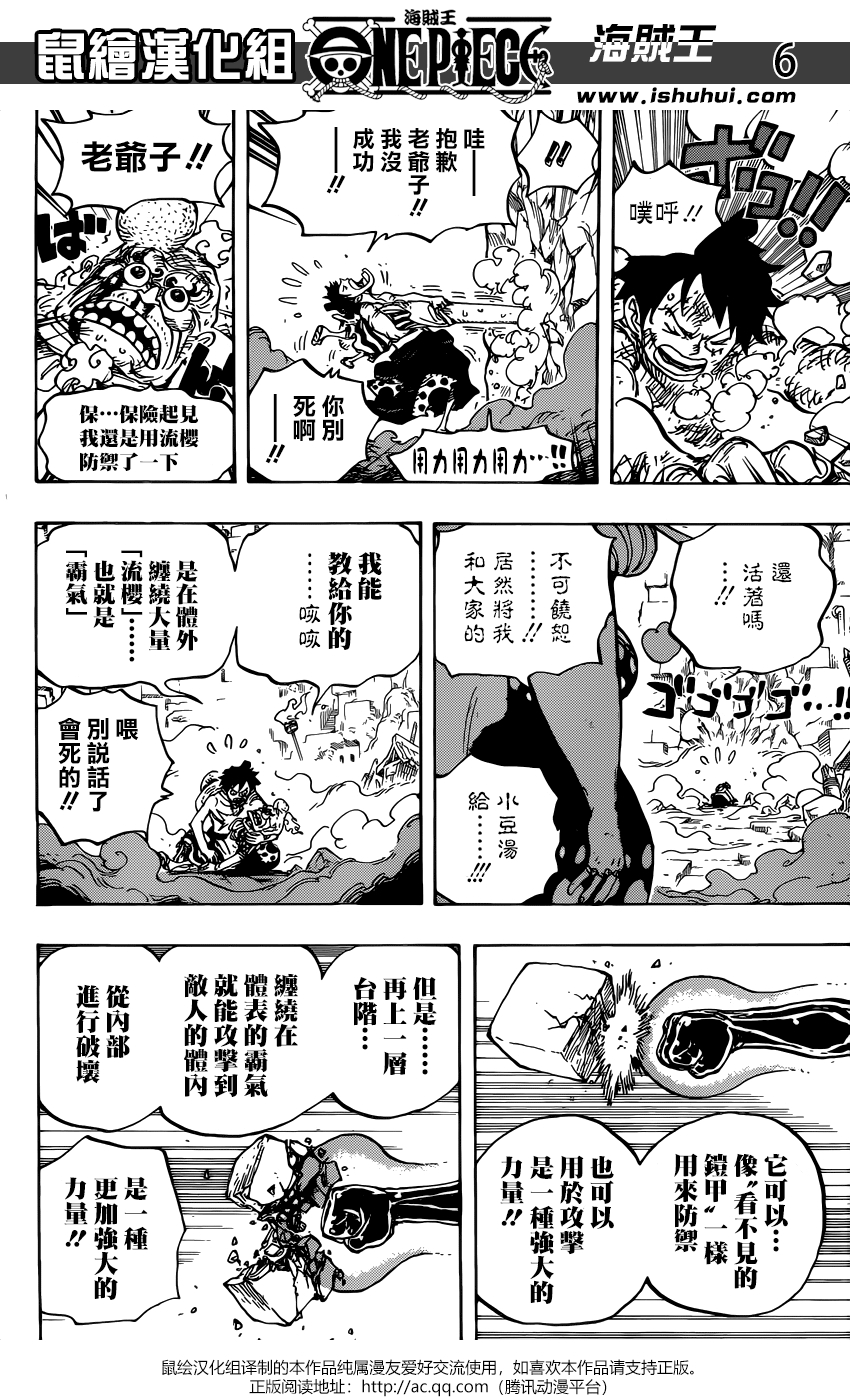 鼠繪漢化組
海賊王
ONE PIECE
海賊王
6
www.ishuhui.com
ボゴ!!
噗呼!!
!!
哇——
抱歉
老爺子!!
我沒
成功
——!!
用力用力用力…!!
你別
死啊
——
老爺子!!
ば
保…保險起見
我還是用流櫻
防禦了一下
還
活著嗎
…!!
ゴゴゴゴ…!!
不可饒恕
………!!
居然將我
和大家的
小豆湯
給……!!!
我能
教給你的
……咳咳
是在體外
纏繞大量
「流櫻」……
也就是
「霸氣」
喂
別説話了
會死的!!
它可以…
像〝看不見的
鎧甲〞一樣
用來防禦
也可以
用於攻擊
是一種強大的
力量!!
但是……
再上一層
台階…
纏繞在
體表的霸氣
就能攻擊到
敵人的體內
從內部
進行破壞
是一種
更加強大的
力量!!
鼠绘汉化组译制的本作品纯属漫友爱好交流使用，如喜欢本作品请支持正版。
正版阅读地址：http://ac.qq.com（腾讯动漫平台）